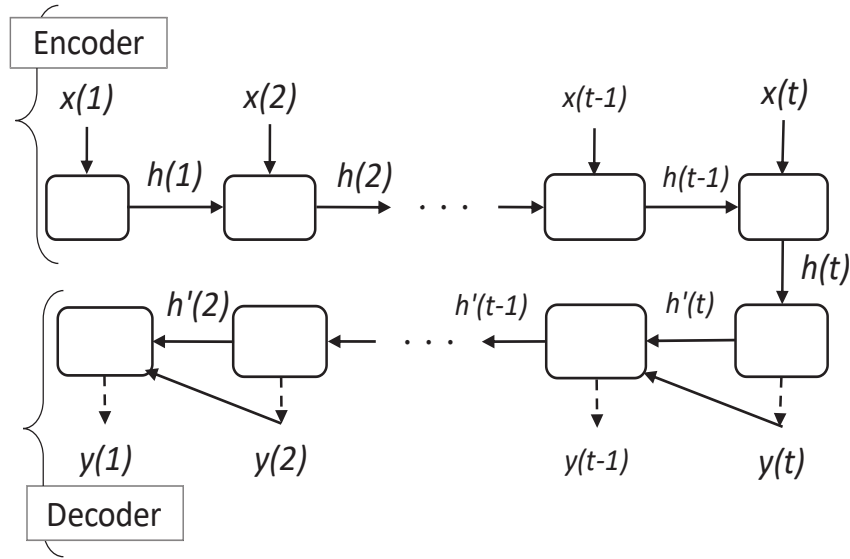 Encoder
x(1) x(2) x(t-1) x(t)
h(1) h(2) · · · h(t-1)
h(t)
h'(2) · · · h'(t-1) h'(t)
y(1) y(2) y(t-1) y(t)
Decoder